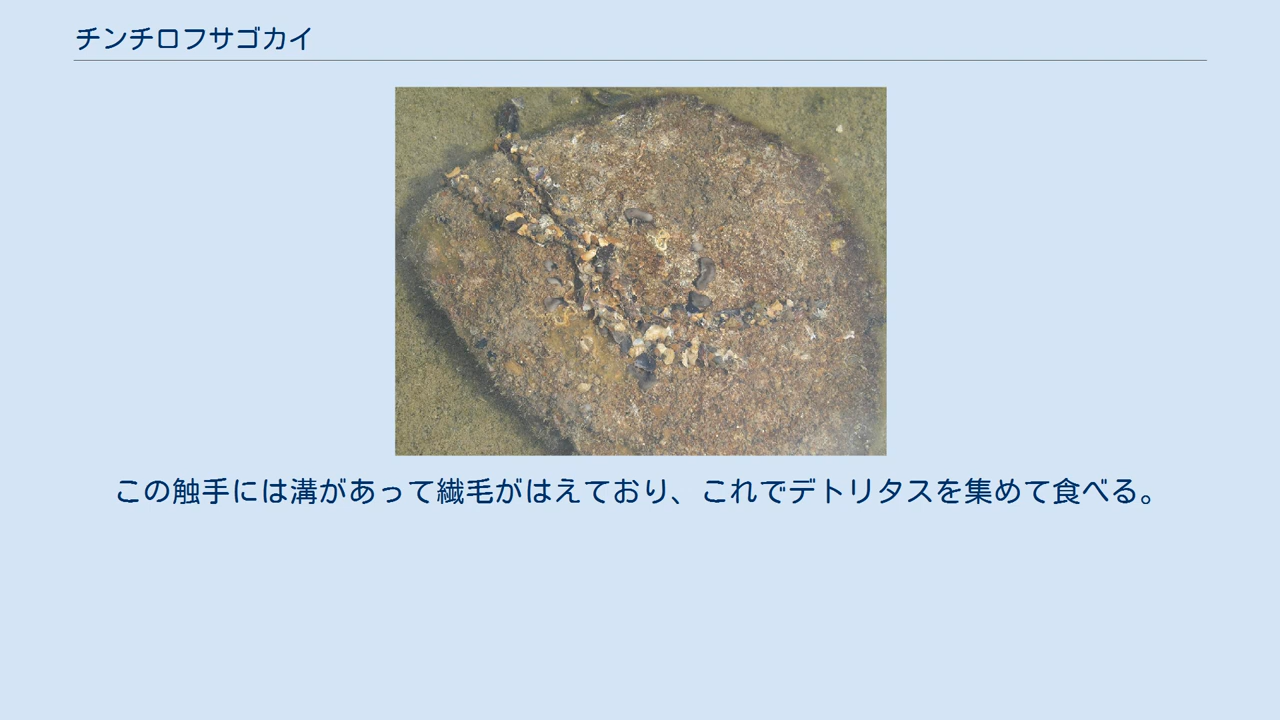 チンチロフサゴカイ
この触手には溝があって繊毛がはえており、これでデトリタスを集めて食べる。